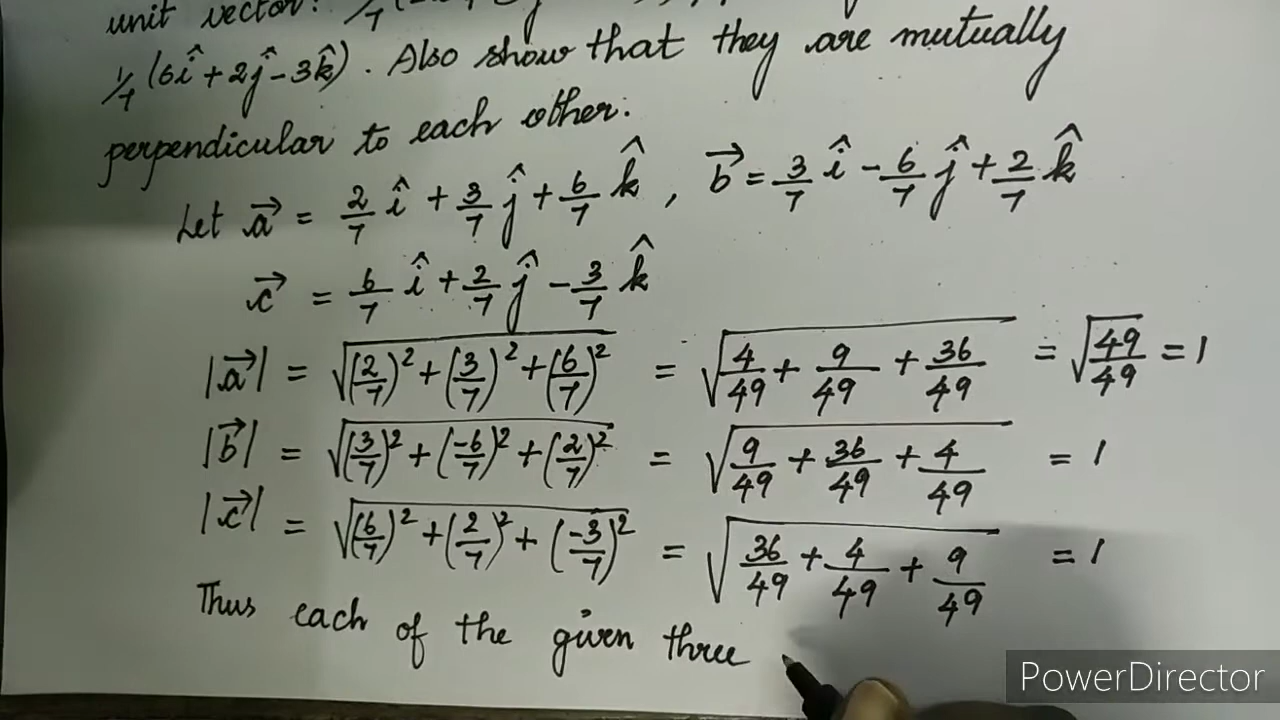 unit vector: 1/7 (
1/7 (6î + 2ĵ - 3k̂). Also show that they are mutually
perpendicular to each other.
Let a⃗ = 2/7 î + 3/7 ĵ + 6/7 k̂ , b⃗ = 3/7 î - 6/7 ĵ + 2/7 k̂
c⃗ = 6/7 î + 2/7 ĵ - 3/7 k̂
|a⃗| = √((2/7)² + (3/7)² + (6/7)²) = √(4/49 + 9/49 + 36/49) = √(49/49) = 1
|b⃗| = √((3/7)² + (-6/7)² + (2/7)²) = √(9/49 + 36/49 + 4/49) = 1
|c⃗| = √((6/7)² + (2/7)² + (-3/7)²) = √(36/49 + 4/49 + 9/49) = 1
Thus each of the given three
PowerDirector